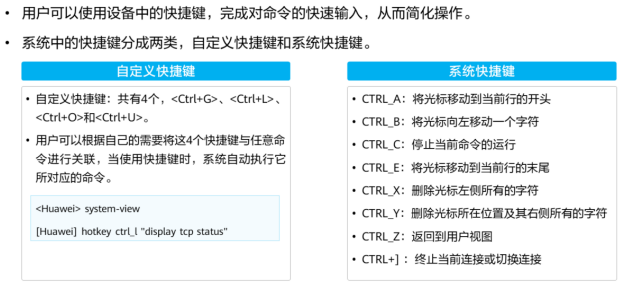 • 用户可以使用设备中的快捷键，完成对命令的快速输入，从而简化操作。
• 系统中的快捷键分成两类，自定义快捷键和系统快捷键。
自定义快捷键
• 自定义快捷键：共有4个，<Ctrl+G>、<Ctrl+L>、
<Ctrl+O>和<Ctrl+U>。
• 用户可以根据自己的需要将这4个快捷键与任意命
令进行关联，当使用快捷键时，系统自动执行它
所对应的命令。
<Huawei> system-view
[Huawei] hotkey ctrl_l "display tcp status"
系统快捷键
• CTRL_A：将光标移动到当前行的开头
• CTRL_B：将光标向左移动一个字符
• CTRL_C：停止当前命令的运行
• CTRL_E：将光标移动到当前行的末尾
• CTRL_X：删除光标左侧所有的字符
• CTRL_Y：删除光标所在位置及其右侧所有的字符
• CTRL_Z：返回到用户视图
• CTRL+]：终止当前连接或切换连接